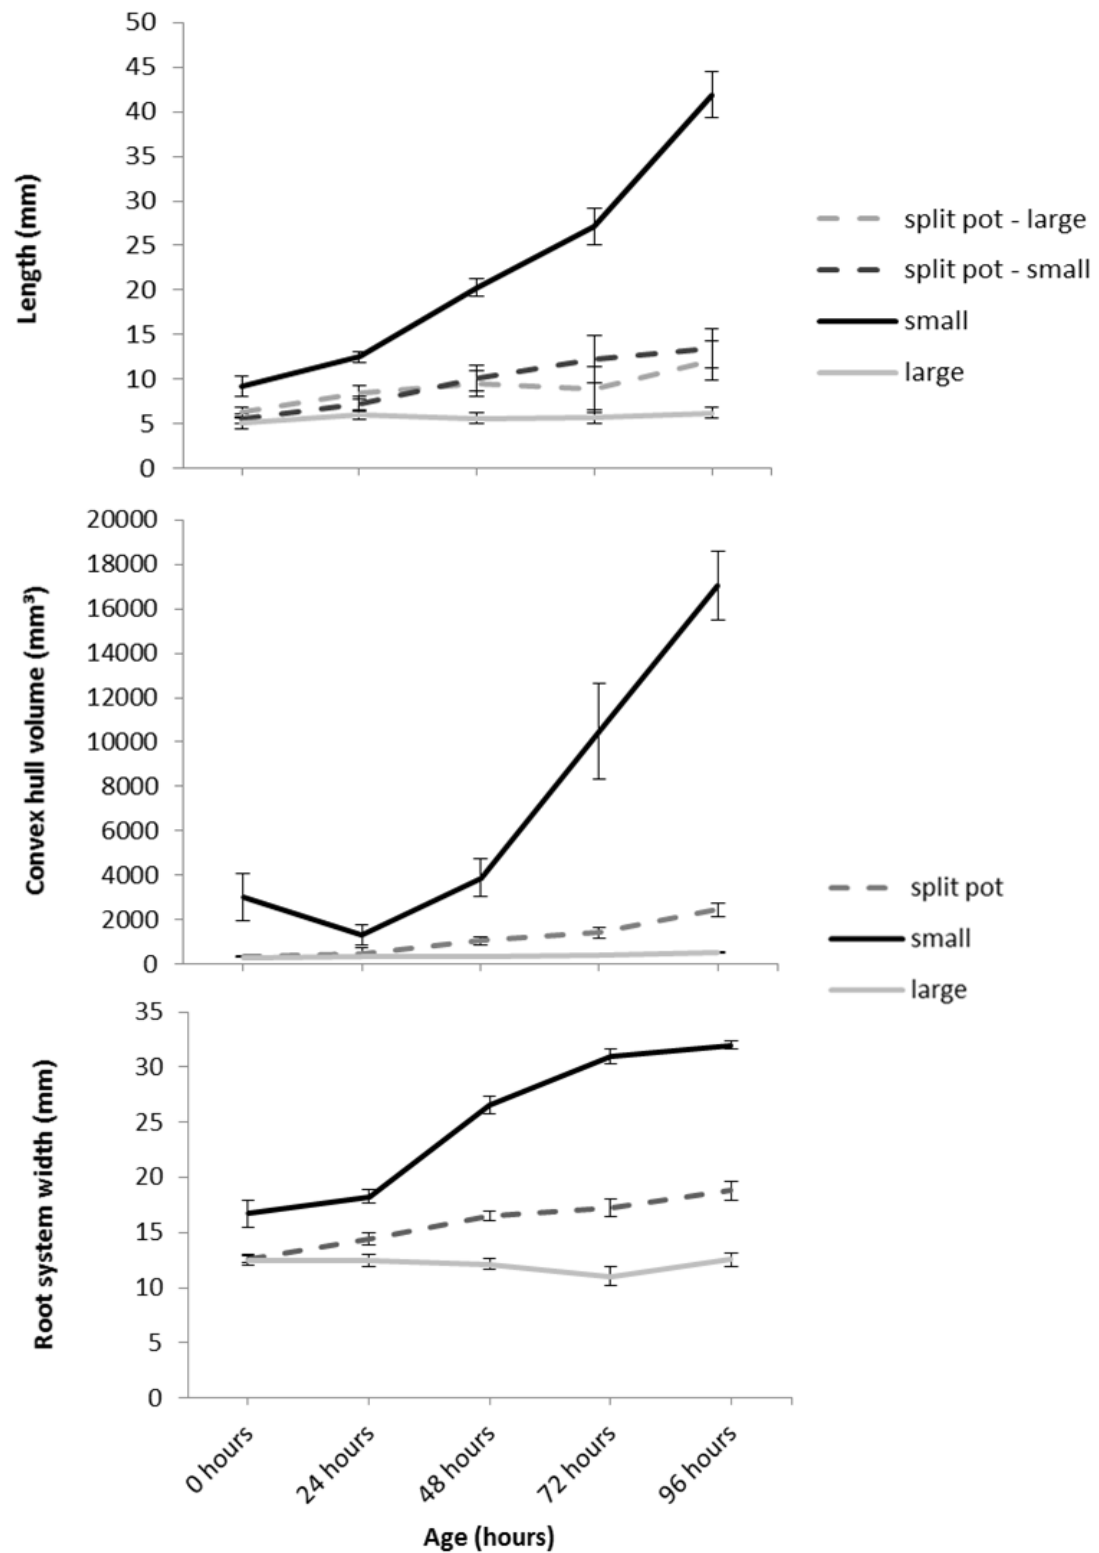 50
45
40
35
30
25
20
15
10
5
0
Length (mm)
split pot - large
split pot - small
small
large
20000
18000
16000
14000
12000
10000
8000
6000
4000
2000
0
Convex hull volume (mm³)
split pot
small
large
35
30
25
20
15
10
5
0
Root system width (mm)
0 hours
24 hours
48 hours
72 hours
96 hours
Age (hours)